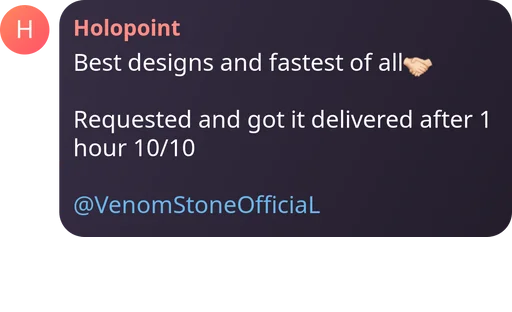 H
Holopoint
Best designs and fastest of all🤝🏻
Requested and got it delivered after 1
hour 10/10
@VenomStoneOfficiaL